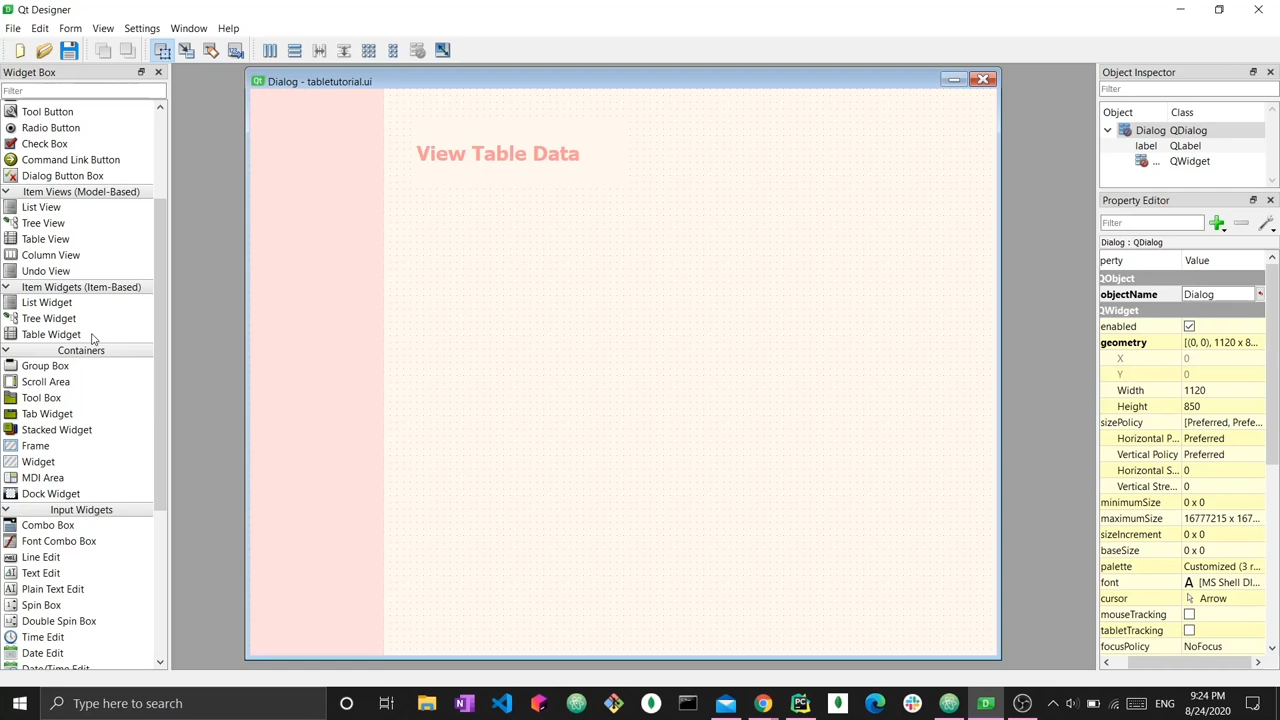 Qt Designer
File Edit Form View Settings Window Help
Widget Box
Filter
Tool Button
Radio Button
Check Box
Command Link Button
Dialog Button Box
Item Views (Model-Based)
List View
Tree View
Table View
Column View
Undo View
Item Widgets (Item-Based)
List Widget
Tree Widget
Table Widget
Containers
Group Box
Scroll Area
Tool Box
Tab Widget
Stacked Widget
Frame
Widget
MDI Area
Dock Widget
Input Widgets
Combo Box
Font Combo Box
Line Edit
Text Edit
Plain Text Edit
Spin Box
Double Spin Box
Time Edit
Date Edit
Date/Time Edit
Dialog - tabletutorial.ui
View Table Data
Object Inspector
Filter
Object Class
Dialog QDialog
label QLabel
... QWidget
Property Editor
Filter
Dialog : QDialog
perty Value
QObject
objectName Dialog
QWidget
enabled
geometry [(0, 0), 1120 x 8...
X 0
Y 0
Width 1120
Height 850
sizePolicy [Preferred, Prefe...
Horizontal P... Preferred
Vertical Policy Preferred
Horizontal S... 0
Vertical Stre... 0
minimumSize 0 x 0
maximumSize 16777215 x 167...
sizeIncrement 0 x 0
baseSize 0 x 0
palette Customized (3 r...
font A [MS Shell Dl...
cursor Arrow
mouseTracking
tabletTracking
focusPolicy NoFocus
Type here to search
ENG
9:24 PM
8/24/2020